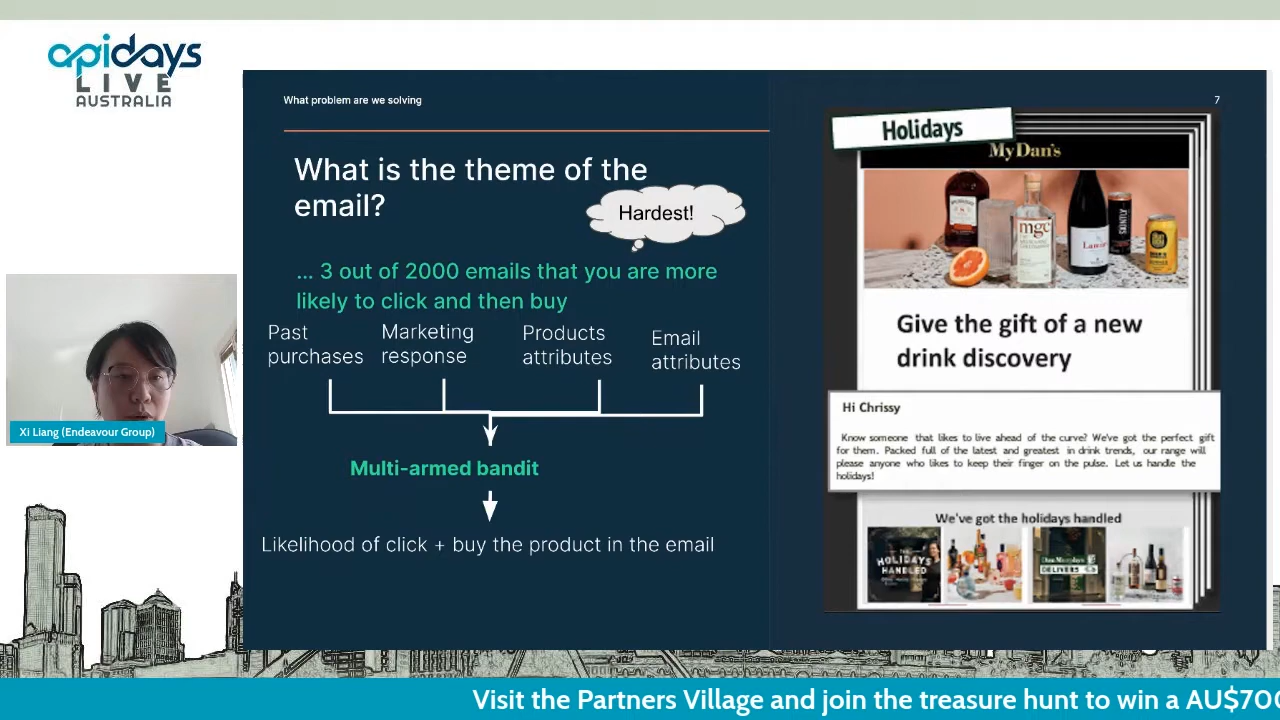 apidays
LIVE
AUSTRALIA
What problem are we solving
7
What is the theme of the
email?
Hardest!
... 3 out of 2000 emails that you are more
likely to click and then buy
Past
purchases
Marketing
response
Products
attributes
Email
attributes
Multi-armed bandit
Likelihood of click + buy the product in the email
Holidays
MyDan's
mgc
Give the gift of a new
drink discovery
Hi Chrissy
Know someone that likes to live ahead of the curve? We've got the perfect gift
for them. Packed full of the latest and greatest in drink trends, our range will
please anyone who likes to keep their finger on the pulse. Let us handle the
holidays!
We've got the holidays handled
HOLIDAYS
HANDLED
Dan Murphy's
DELIVERS
Xi Liang (Endeavour Group)
Visit the Partners Village and join the treasure hunt to win a AU$700